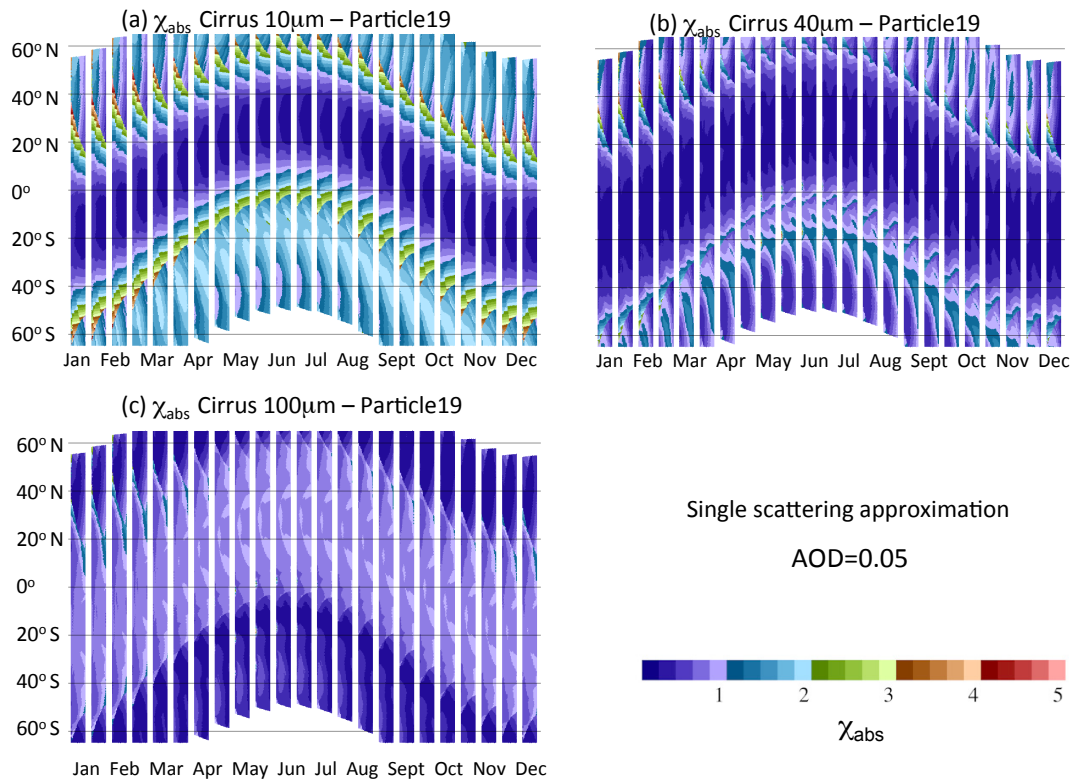 (a) χabs Cirrus 10μm – Particle19
60° N
40° N
20° N
0°
20° S
40° S
60° S
Jan Feb Mar Apr May Jun Jul Aug Sept Oct Nov Dec
(b) χabs Cirrus 40μm – Particle19
60° N
40° N
20° N
0°
20° S
40° S
60° S
Jan Feb Mar Apr May Jun Jul Aug Sept Oct Nov Dec
(c) χabs Cirrus 100μm – Particle19
60° N
40° N
20° N
0°
20° S
40° S
60° S
Jan Feb Mar Apr May Jun Jul Aug Sept Oct Nov Dec
Single scattering approximation
AOD=0.05
1 2 3 4 5
χabs